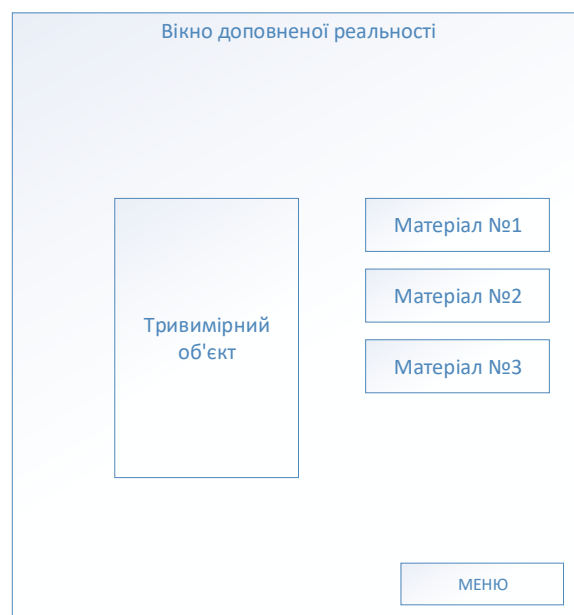 Вікно доповненої реальності
Матеріал №1
Матеріал №2
Тривимірний
об'єкт
Матеріал №3
МЕНЮ